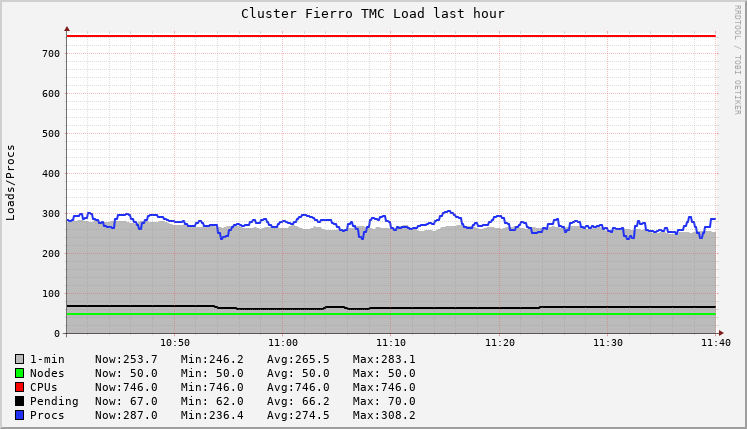 Cluster Fierro TMC Load last hour
RRDTOOL / TOBI OETIKER
Loads/Procs
700
600
500
400
300
200
100
0
10:50 11:00 11:10 11:20 11:30 11:40
1-min Now:253.7 Min:246.2 Avg:265.5 Max:283.1
Nodes Now: 50.0 Min: 50.0 Avg: 50.0 Max: 50.0
CPUs Now:746.0 Min:746.0 Avg:746.0 Max:746.0
Pending Now: 67.0 Min: 62.0 Avg: 66.2 Max: 70.0
Procs Now:287.0 Min:236.4 Avg:274.5 Max:308.2